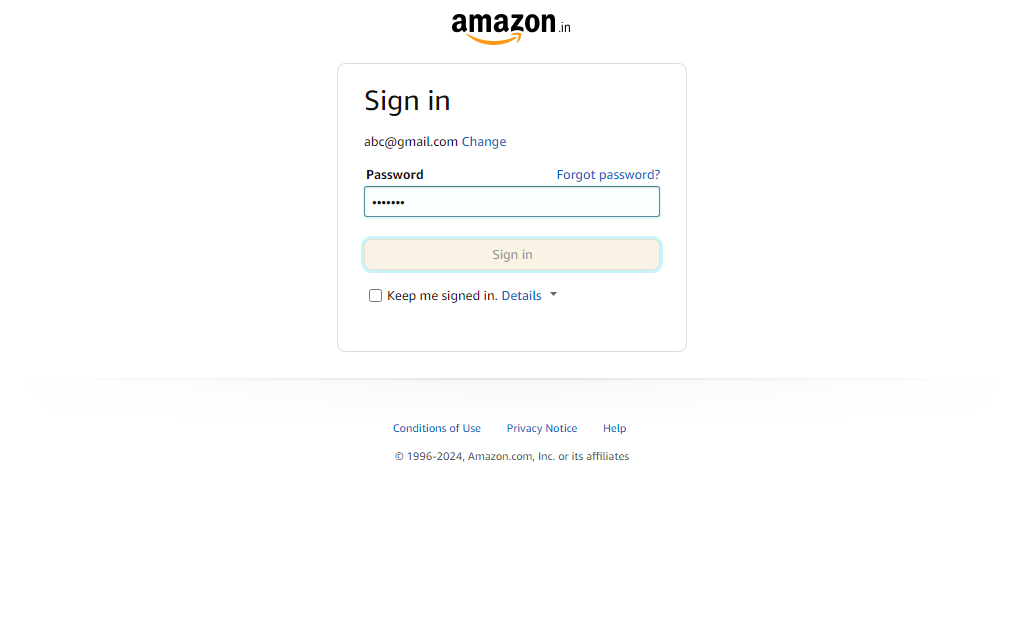 amazon.in
Sign in
abc@gmail.com Change
Password Forgot password?
•••••••
Sign in
Keep me signed in. Details
Conditions of Use Privacy Notice Help
© 1996-2024, Amazon.com, Inc. or its affiliates